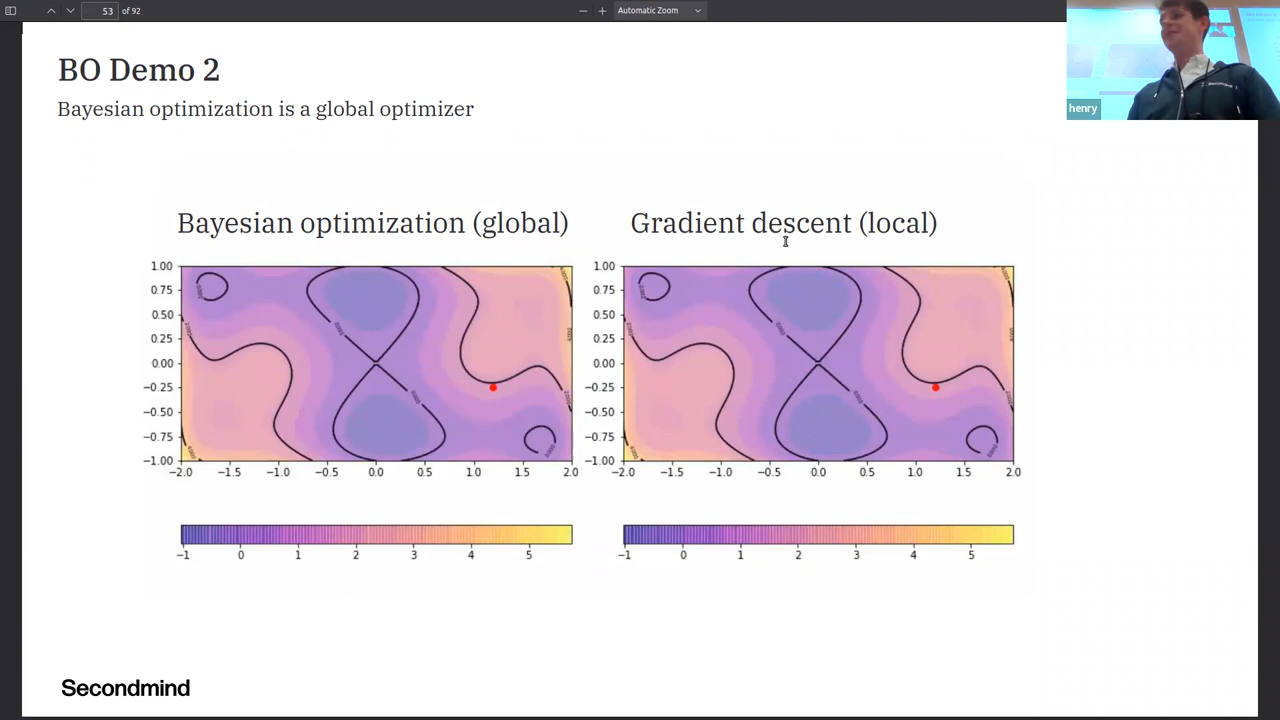 53 of 92
Automatic Zoom
henry
BO Demo 2
Bayesian optimization is a global optimizer
Bayesian optimization (global)
Gradient descent (local)
1.00
0.75
0.50
0.25
0.00
−0.25
−0.50
−0.75
−1.00
−2.0 −1.5 −1.0 −0.5 0.0 0.5 1.0 1.5 2.0
1.00
0.75
0.50
0.25
0.00
−0.25
−0.50
−0.75
−1.00
−2.0 −1.5 −1.0 −0.5 0.0 0.5 1.0 1.5 2.0
−1 0 1 2 3 4 5
−1 0 1 2 3 4 5
Secondmind